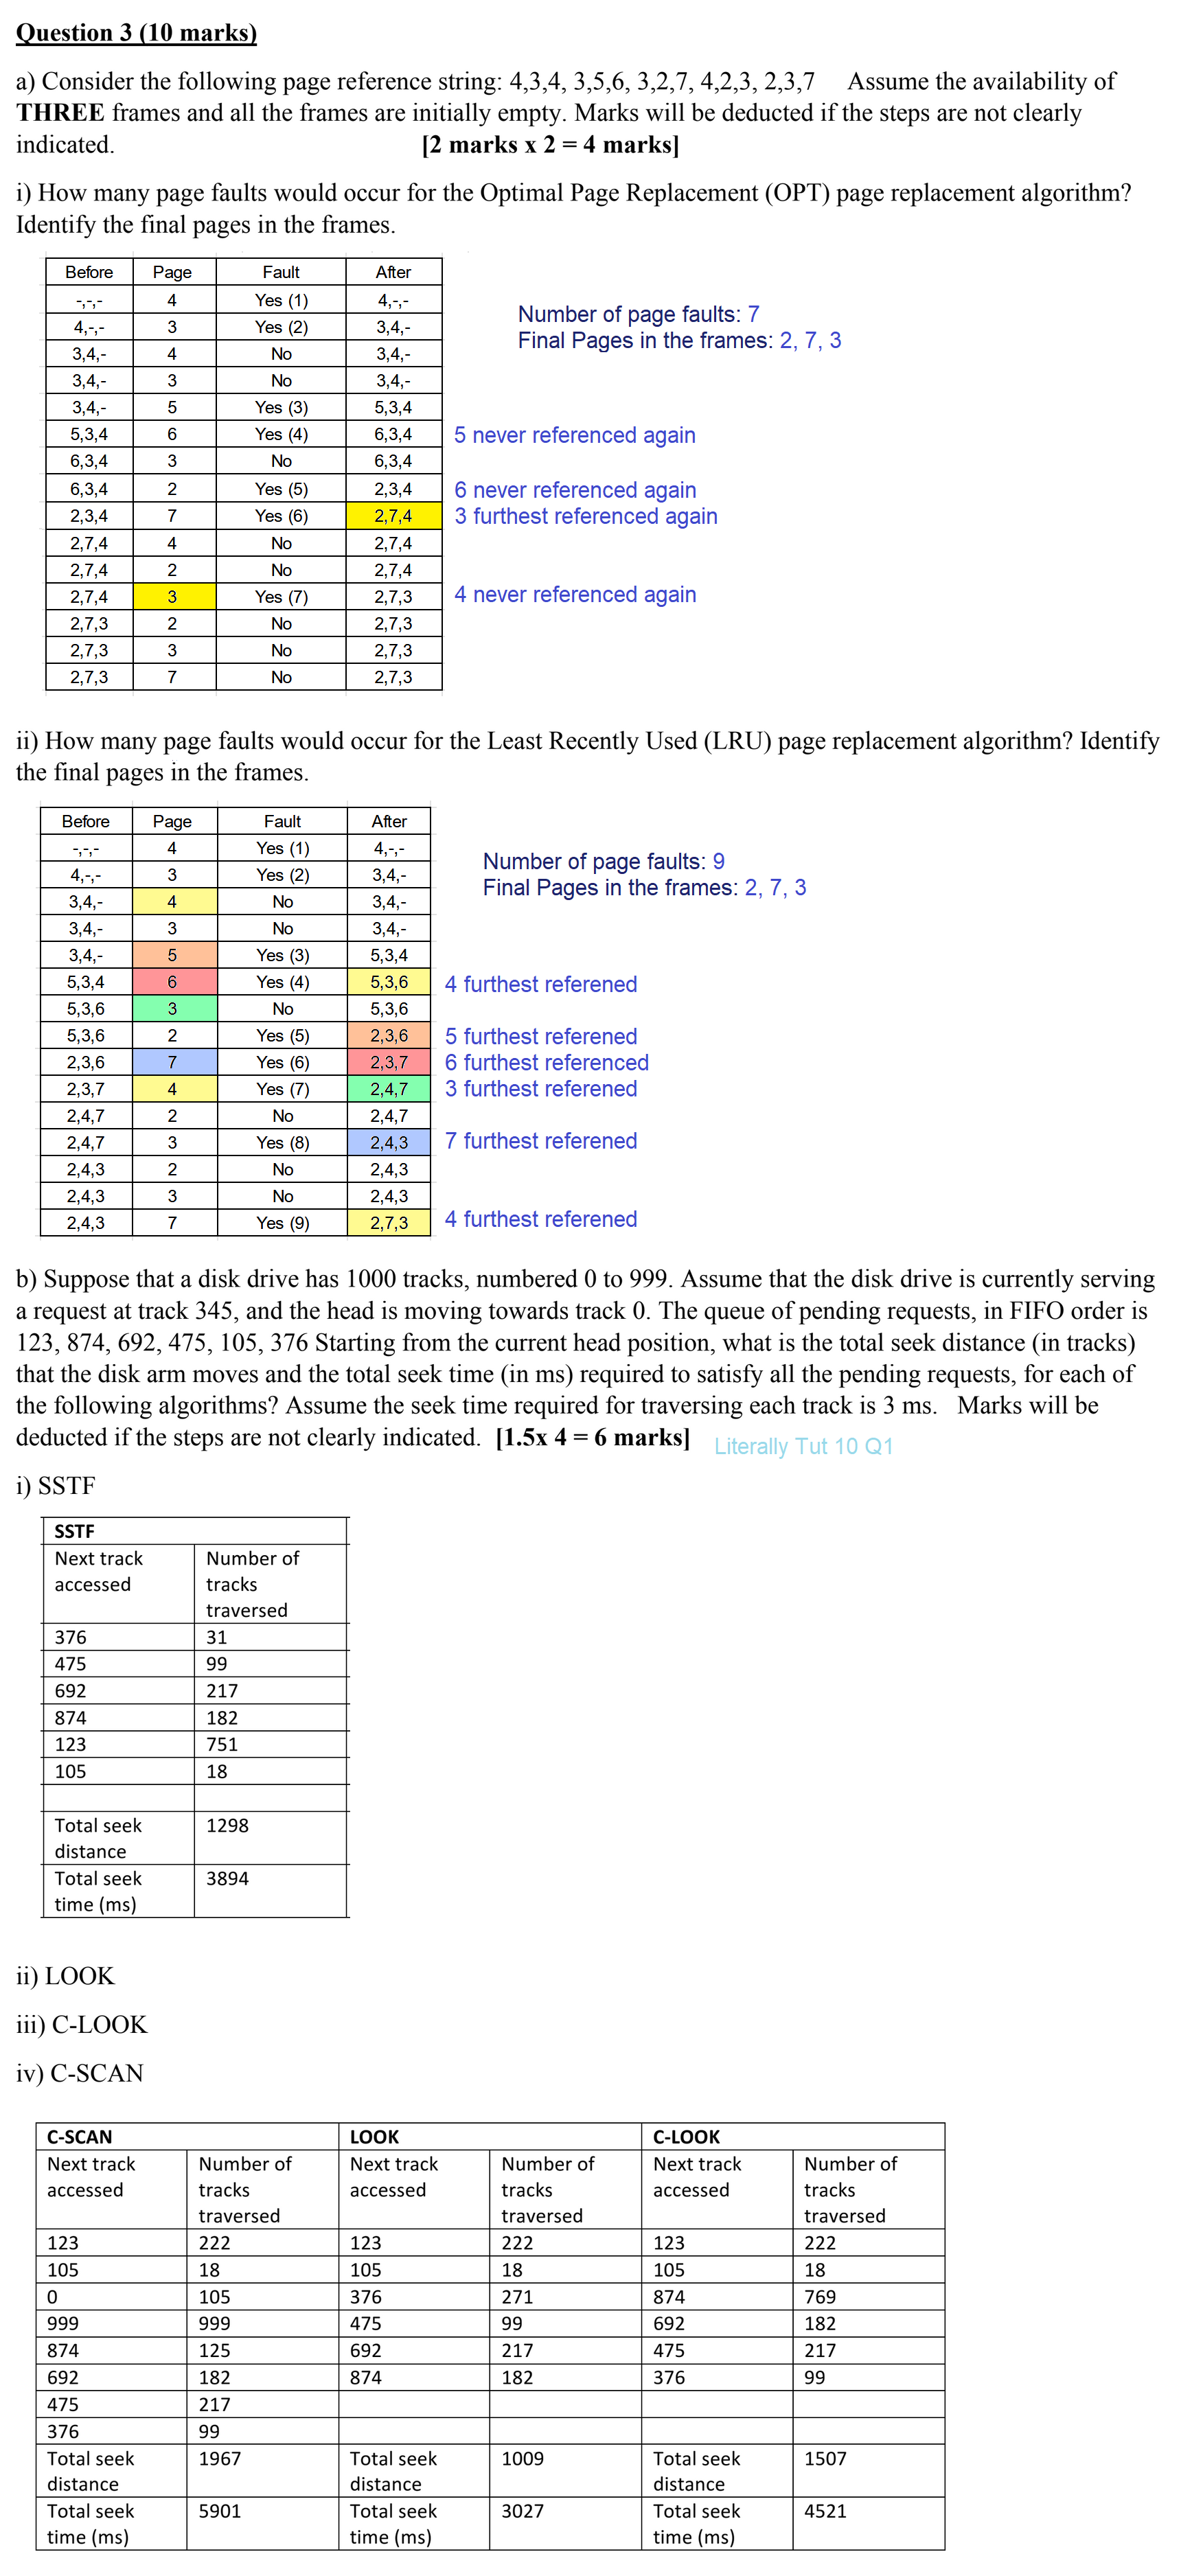 Question 3 (10 marks)
a) Consider the following page reference string: 4,3,4, 3,5,6, 3,2,7, 4,2,3, 2,3,7 Assume the availability of
THREE frames and all the frames are initially empty. Marks will be deducted if the steps are not clearly
indicated. [2 marks x 2 = 4 marks]
i) How many page faults would occur for the Optimal Page Replacement (OPT) page replacement algorithm?
Identify the final pages in the frames.
Before Page Fault After
-,-,- 4 Yes (1) 4,-,-
4,-,- 3 Yes (2) 3,4,-
3,4,- 4 No 3,4,-
3,4,- 3 No 3,4,-
3,4,- 5 Yes (3) 5,3,4
5,3,4 6 Yes (4) 6,3,4 5 never referenced again
6,3,4 3 No 6,3,4
6,3,4 2 Yes (5) 2,3,4 6 never referenced again
2,3,4 7 Yes (6) 2,7,4 3 furthest referenced again
2,7,4 4 No 2,7,4
2,7,4 2 No 2,7,4
2,7,4 3 Yes (7) 2,7,3 4 never referenced again
2,7,3 2 No 2,7,3
2,7,3 3 No 2,7,3
2,7,3 7 No 2,7,3
Number of page faults: 7
Final Pages in the frames: 2, 7, 3
ii) How many page faults would occur for the Least Recently Used (LRU) page replacement algorithm? Identify
the final pages in the frames.
Before Page Fault After
-,-,- 4 Yes (1) 4,-,-
4,-,- 3 Yes (2) 3,4,-
3,4,- 4 No 3,4,-
3,4,- 3 No 3,4,-
3,4,- 5 Yes (3) 5,3,4
5,3,4 6 Yes (4) 5,3,6 4 furthest referened
5,3,6 3 No 5,3,6
5,3,6 2 Yes (5) 2,3,6 5 furthest referened
2,3,6 7 Yes (6) 2,3,7 6 furthest referenced
2,3,7 4 Yes (7) 2,4,7 3 furthest referened
2,4,7 2 No 2,4,7
2,4,7 3 Yes (8) 2,4,3 7 furthest referened
2,4,3 2 No 2,4,3
2,4,3 3 No 2,4,3
2,4,3 7 Yes (9) 2,7,3 4 furthest referened
Number of page faults: 9
Final Pages in the frames: 2, 7, 3
b) Suppose that a disk drive has 1000 tracks, numbered 0 to 999. Assume that the disk drive is currently serving
a request at track 345, and the head is moving towards track 0. The queue of pending requests, in FIFO order is
123, 874, 692, 475, 105, 376 Starting from the current head position, what is the total seek distance (in tracks)
that the disk arm moves and the total seek time (in ms) required to satisfy all the pending requests, for each of
the following algorithms? Assume the seek time required for traversing each track is 3 ms. Marks will be
deducted if the steps are not clearly indicated. [1.5x 4 = 6 marks] Literally Tut 10 Q1
i) SSTF
SSTF
Next track Number of
accessed tracks
traversed
376 31
475 99
692 217
874 182
123 751
105 18
Total seek 1298
distance
Total seek 3894
time (ms)
ii) LOOK
iii) C-LOOK
iv) C-SCAN
C-SCAN LOOK C-LOOK
Next track Number of Next track Number of Next track Number of
accessed tracks accessed tracks accessed tracks
traversed traversed traversed
123 222 123 222 123 222
105 18 105 18 105 18
0 105 376 271 874 769
999 999 475 99 692 182
874 125 692 217 475 217
692 182 874 182 376 99
475 217
376 99
Total seek 1967 Total seek 1009 Total seek 1507
distance distance distance
Total seek 5901 Total seek 3027 Total seek 4521
time (ms) time (ms) time (ms)